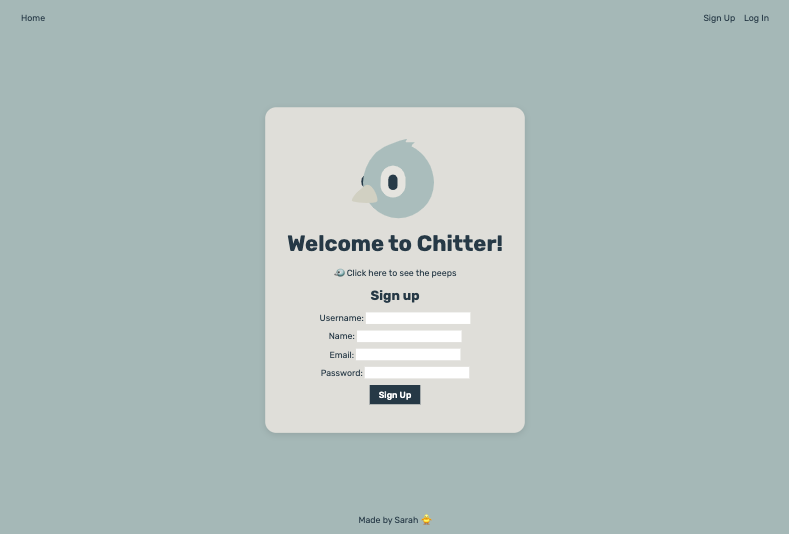 Home
Sign Up
Log In
Welcome to Chitter!
Click here to see the peeps
Sign up
Username:
Name:
Email:
Password:
Sign Up
Made by Sarah